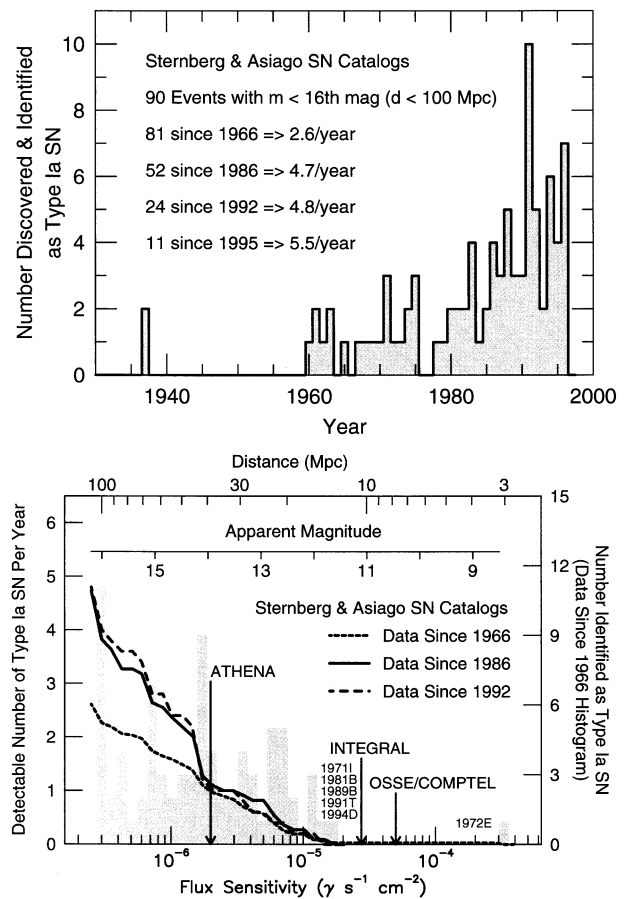 Number Discovered & Identified
as Type Ia SN
10
8
6
4
2
0
Sternberg & Asiago SN Catalogs
90 Events with m < 16th mag (d < 100 Mpc)
81 since 1966 => 2.6/year
52 since 1986 => 4.7/year
24 since 1992 => 4.8/year
11 since 1995 => 5.5/year
1940 1960 1980 2000
Year
Distance (Mpc)
100 30 10 3
Apparent Magnitude
15 13 11 9
Detectable Number of Type Ia SN Per Year
6
5
4
3
2
1
0
Sternberg & Asiago SN Catalogs
Data Since 1966
Data Since 1986
Data Since 1992
ATHENA
INTEGRAL
1971I
1981B
1989B
1991T
1994D
OSSE/COMPTEL
1972E
15
12
9
6
3
0
Number Identified as Type Ia SN
(Data Since 1966 Histogram)
10⁻⁶ 10⁻⁵ 10⁻⁴
Flux Sensitivity (γ s⁻¹ cm⁻²)